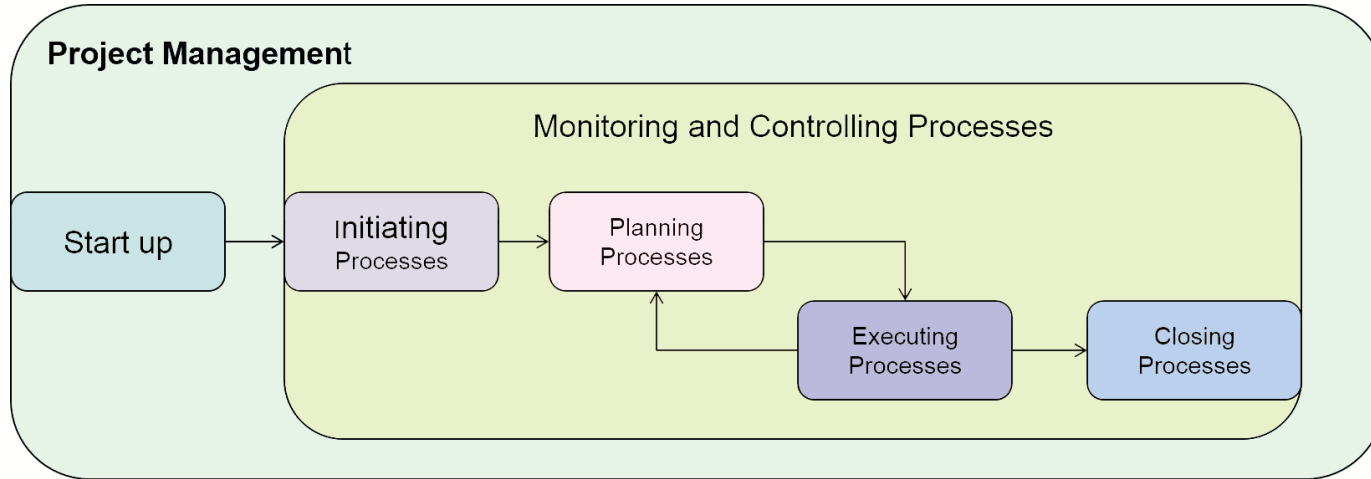 Project Management
Monitoring and Controlling Processes
Start up
Initiating
Processes
Planning
Processes
Executing
Processes
Closing
Processes